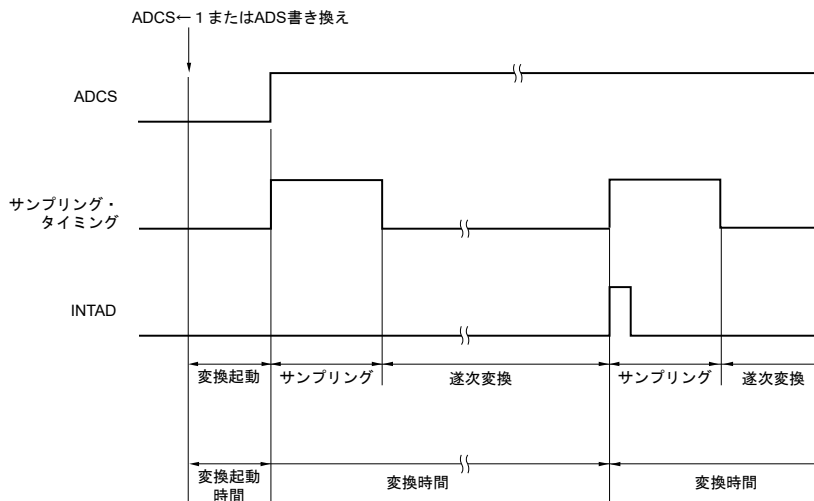 ADCS←1またはADS書き換え
ADCS
サンプリング・
タイミング
INTAD
変換起動
サンプリング
逐次変換
サンプリング
逐次変換
変換起動
時間
変換時間
変換時間